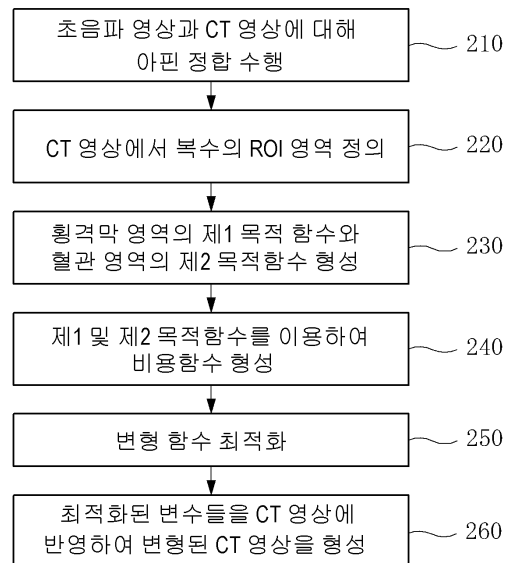 초음파 영상과 CT 영상에 대해
아핀 정합 수행
210
CT 영상에서 복수의 ROI 영역 정의
220
횡격막 영역의 제1 목적 함수와
혈관 영역의 제2 목적함수 형성
230
제1 및 제2 목적함수를 이용하여
비용함수 형성
240
변형 함수 최적화
250
최적화된 변수들을 CT 영상에
반영하여 변형된 CT 영상을 형성
260